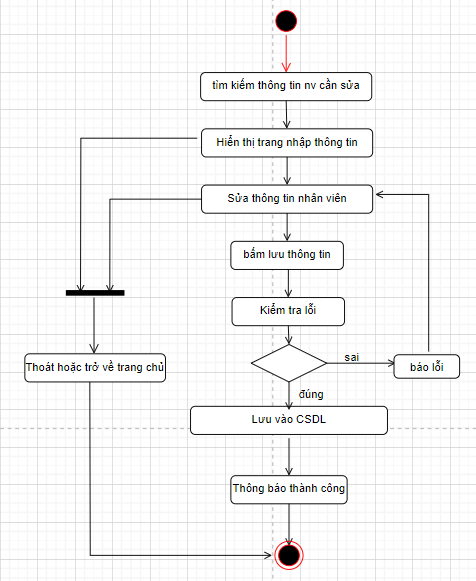 tìm kiếm thông tin nv cần sửa
Hiển thị trang nhập thông tin
Sửa thông tin nhân viên
bấm lưu thông tin
Kiểm tra lỗi
sai
báo lỗi
Thoát hoặc trở về trang chủ
đúng
Lưu vào CSDL
Thông báo thành công